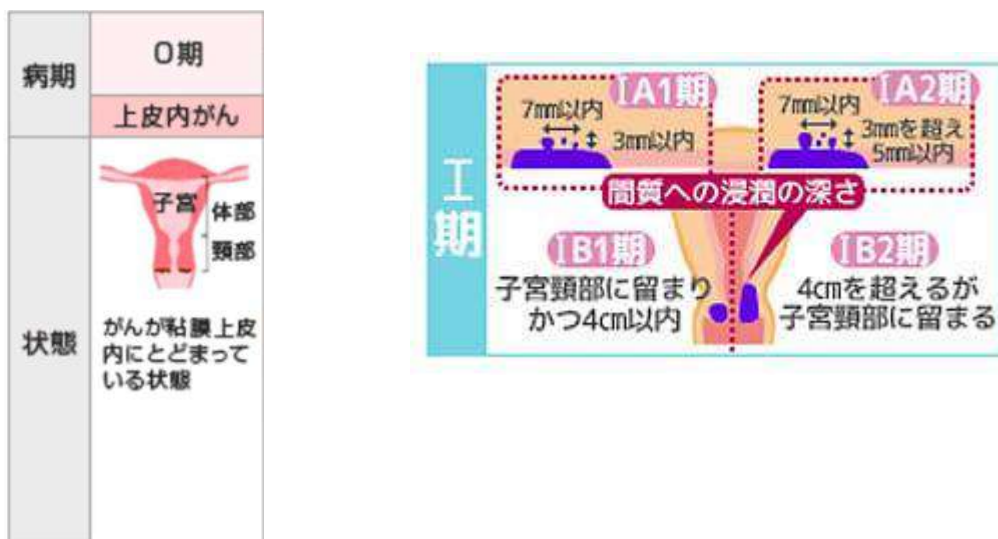 病期
0期
上皮内がん
状態
子宮
体部
頸部
がんが粘膜上皮
内にとどまって
いる状態
I期
IA1期
7mm以内
3mm以内
IA2期
7mm以内
3mmを超え
5mm以内
間質への浸潤の深さ
IB1期
子宮頸部に留まり
かつ4cm以内
IB2期
4cmを超えるが
子宮頸部に留まる